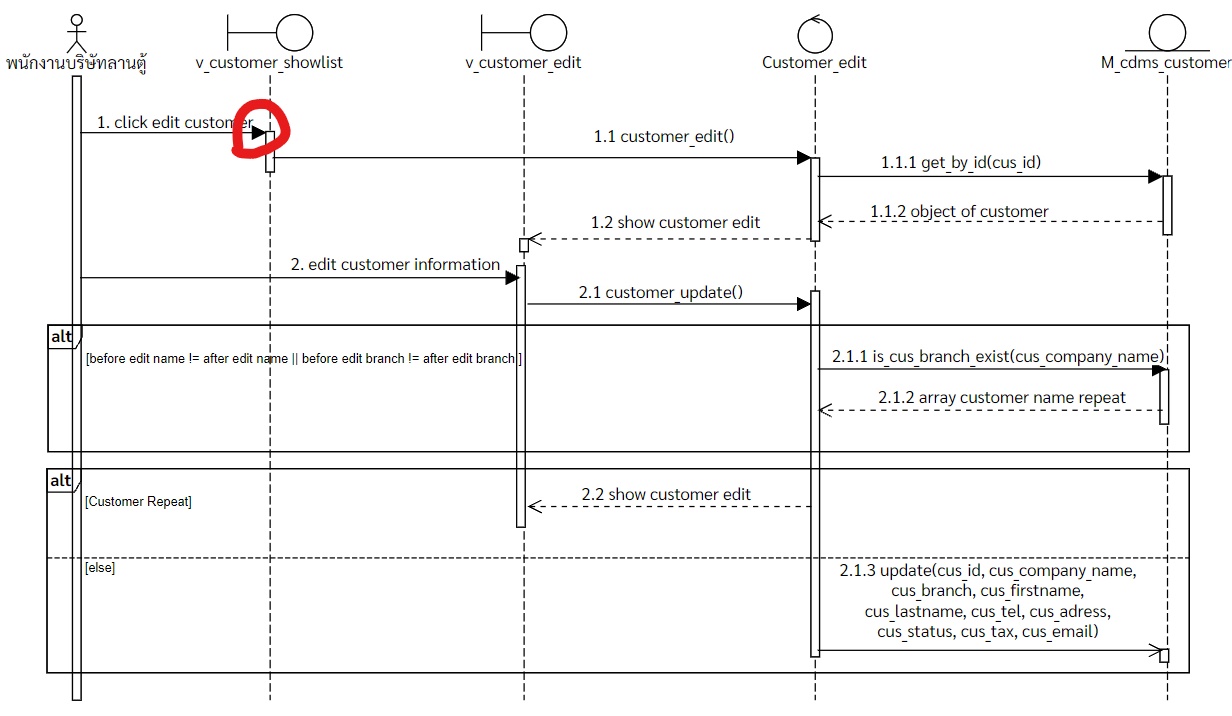 พนักงานบริษัทลานตู้
v_customer_showlist
v_customer_edit
Customer_edit
M_cdms_customer
1. click edit customer
1.1 customer_edit()
1.1.1 get_by_id(cus_id)
1.1.2 object of customer
1.2 show customer edit
2. edit customer information
2.1 customer_update()
alt
[before edit name != after edit name || before edit branch != after edit branch ]
2.1.1 is_cus_branch_exist(cus_company_name)
2.1.2 array customer name repeat
alt
[Customer Repeat]
2.2 show customer edit
[else]
2.1.3 update(cus_id, cus_company_name,
cus_branch, cus_firstname,
cus_lastname, cus_tel, cus_adress,
cus_status, cus_tax, cus_email)